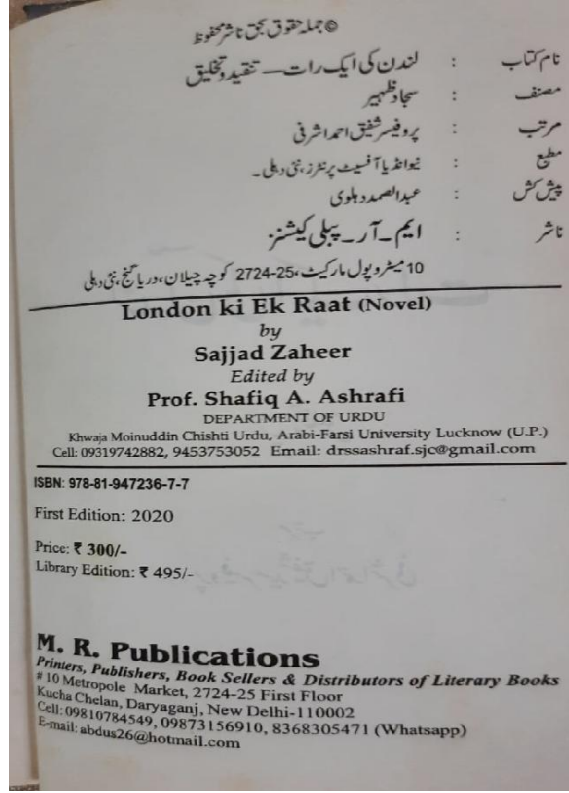 © جملہ حقوق بحق ناشر محفوظ
نام کتاب : لندن کی ایک رات — تنقید و تخلیق
مصنف : سجاد ظہیر
مرتب : پروفیسر شفیق احمد اشرفی
مطبع : نیو انڈیا آفسیٹ پرنٹرز، نئی دہلی۔
پیش کش : عبدالصمد دہلوی
ناشر : ایم۔آر۔پبلی کیشنز
10 میٹروپول مارکیٹ، 25-2724 کوچہ چیلان، دریا گنج، نئی دہلی
London ki Ek Raat (Novel)
by
Sajjad Zaheer
Edited by
Prof. Shafiq A. Ashrafi
DEPARTMENT OF URDU
Khwaja Moinuddin Chishti Urdu, Arabi-Farsi University Lucknow (U.P.)
Cell: 09319742882, 9453753052 Email: drssashraf.sjc@gmail.com
ISBN: 978-81-947236-7-7
First Edition: 2020
Price: ₹ 300/-
Library Edition: ₹ 495/-
M. R. Publications
Printers, Publishers, Book Sellers & Distributors of Literary Books
# 10 Metropole Market, 2724-25 First Floor
Kucha Chelan, Daryaganj, New Delhi-110002
Cell: 09810784549, 09873156910, 8368305471 (Whatsapp)
E-mail: abdus26@hotmail.com